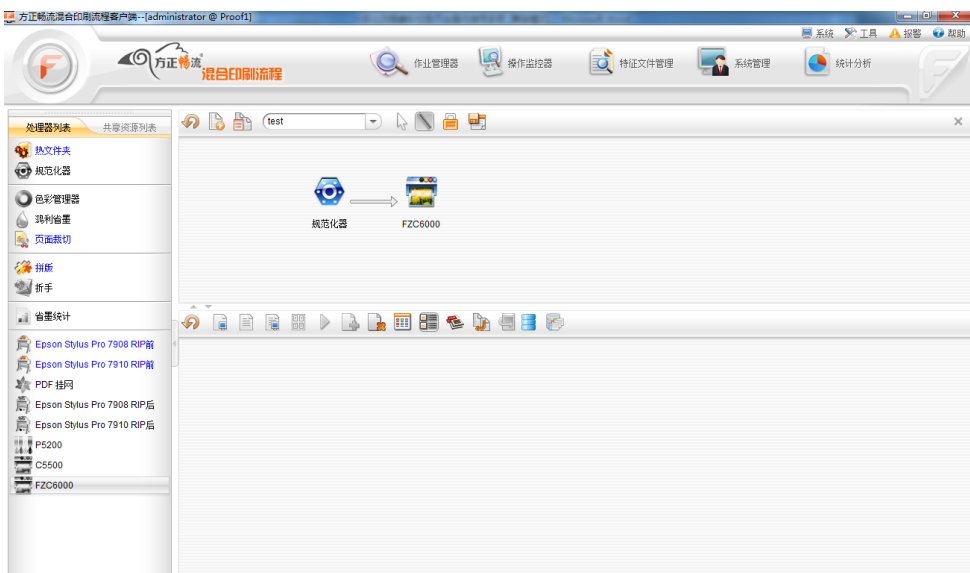 方正畅流混合印刷流程客户端--[administrator @ Proof1]
系统 工具 报警 帮助
方正畅流
混合印刷流程
作业管理器 操作监控器 特征文件管理 系统管理 统计分析
处理器列表 共享资源列表
test
热文件夹
规范化器
色彩管理器
鸿利省墨
页面裁切
拼版
折手
省墨统计
Epson Stylus Pro 7908 RIP前
Epson Stylus Pro 7910 RIP前
PDF 挂网
Epson Stylus Pro 7908 RIP后
Epson Stylus Pro 7910 RIP后
P5200
C5500
FZC6000
规范化器 FZC6000